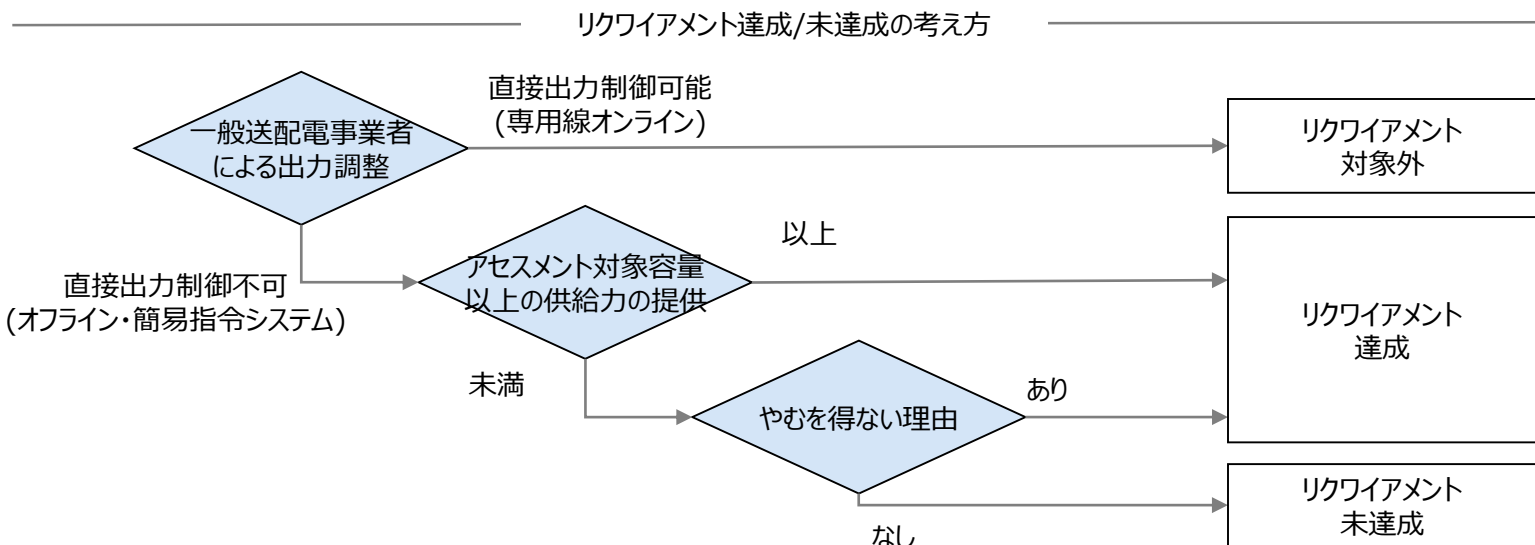 リクワイアメント達成/未達成の考え方
直接出力制御可能
(専用線オンライン)
一般送配電事業者
による出力調整
リクワイアメント
対象外
直接出力制御不可
(オフライン・簡易指令システム)
アセスメント対象容量
以上の供給力の提供
以上
リクワイアメント
達成
未満
やむを得ない理由
あり
なし
リクワイアメント
未達成